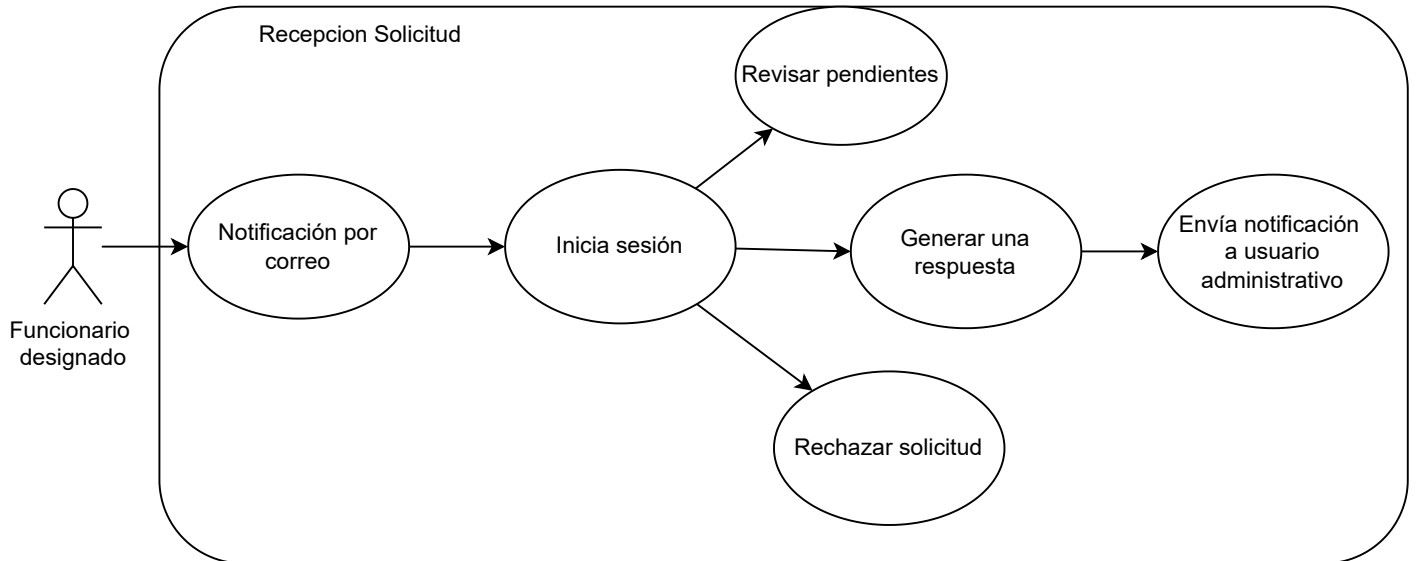 Recepcion Solicitud
Revisar pendientes
Notificación por
correo
Inicia sesión
Generar una
respuesta
Envía notificación
a usuario
administrativo
Funcionario
designado
Rechazar solicitud